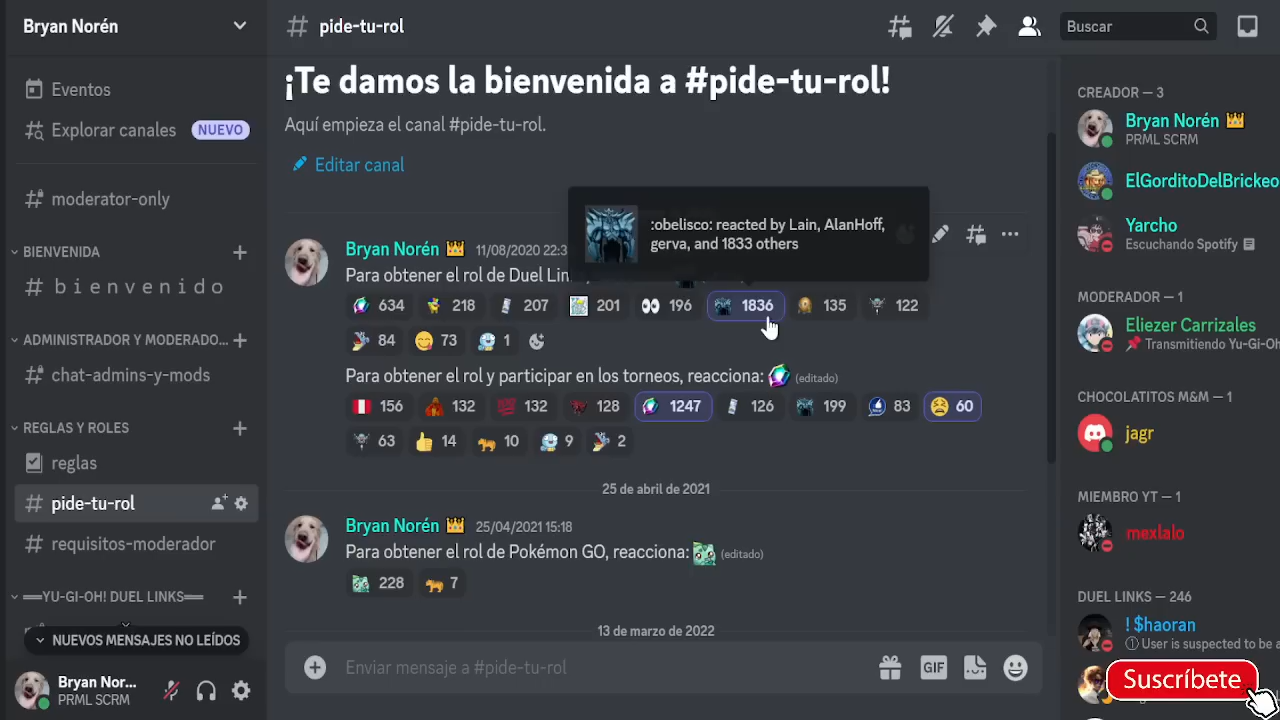 Bryan Norén
Eventos
Explorar canales NUEVO
moderator-only
BIENVENIDA
bienvenido
ADMINISTRADOR Y MODERADO...
chat-admins-y-mods
REGLAS Y ROLES
reglas
pide-tu-rol
requisitos-moderador
══YU-GI-OH! DUEL LINKS══
NUEVOS MENSAJES NO LEÍDOS
Bryan Nor...
PRML SCRM
pide-tu-rol
Buscar
¡Te damos la bienvenida a #pide-tu-rol!
Aquí empieza el canal #pide-tu-rol.
Editar canal
:obelisco: reacted by Lain, AlanHoff,
gerva, and 1833 others
Bryan Norén 11/08/2020 22:3
Para obtener el rol de Duel Lin
634 218 207 201 196 1836 135 122
84 73 1
Para obtener el rol y participar en los torneos, reacciona: (editado)
156 132 132 128 1247 126 199 83 60
63 14 10 9 2
25 de abril de 2021
Bryan Norén 25/04/2021 15:18
Para obtener el rol de Pokémon GO, reacciona: (editado)
228 7
13 de marzo de 2022
Enviar mensaje a #pide-tu-rol
GIF
CREADOR — 3
Bryan Norén
PRML SCRM
ElGorditoDelBrickeo
Yarcho
Escuchando Spotify
MODERADOR — 1
Eliezer Carrizales
Transmitiendo Yu-Gi-Oh
CHOCOLATITOS M&M — 1
jagr
MIEMBRO YT — 1
mexlalo
DUEL LINKS — 246
! $haoran
User is suspected to be a
Suscríbete